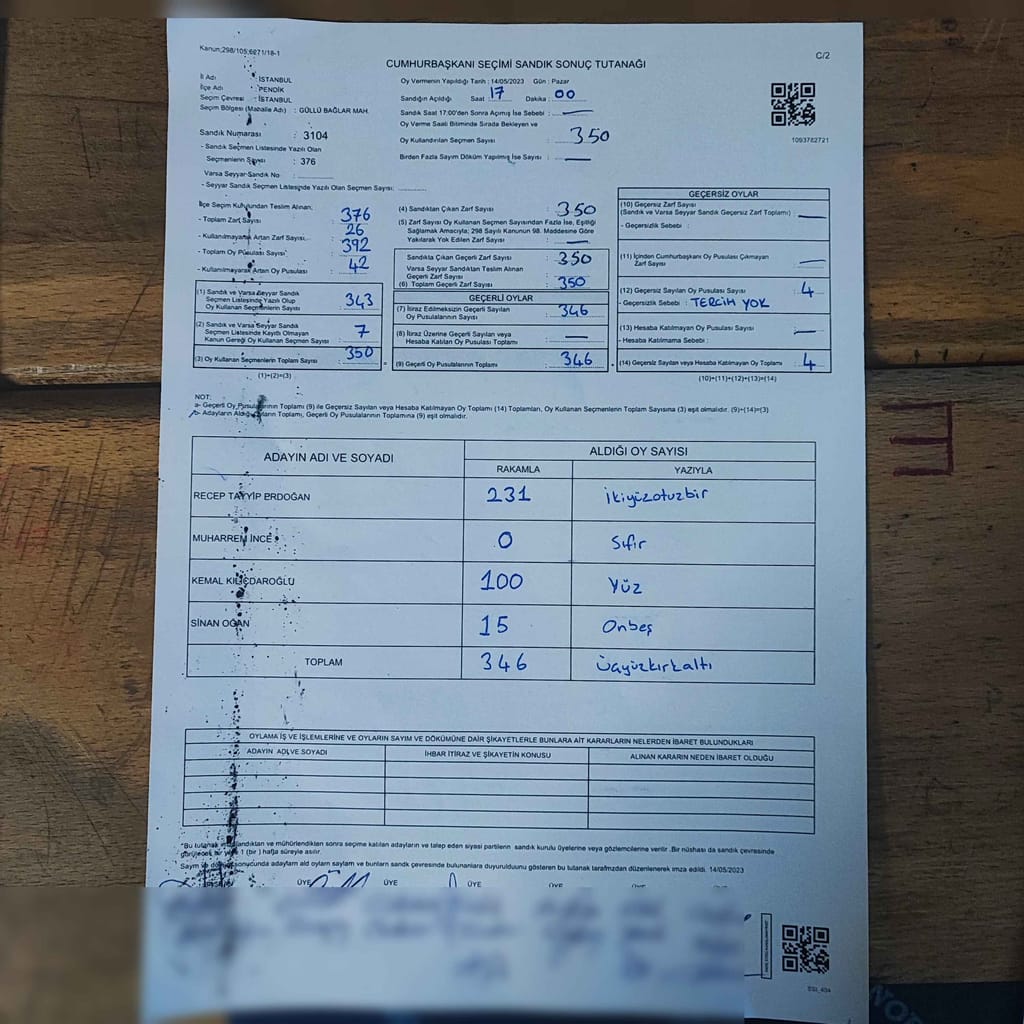 Kanun;298/105;6271/18-1
C/2
CUMHURBAŞKANI SEÇİMİ SANDIK SONUÇ TUTANAĞI
İl Adı : İSTANBUL
İlçe Adı : PENDİK
Seçim Çevresi : İSTANBUL
Seçim Bölgesi (Mahalle Adı) : GÜLLÜ BAĞLAR MAH.
Sandık Numarası : 3104
- Sandık Seçmen Listesinde Yazılı Olan
Seçmenlerin Sayısı : 376
Varsa Seyyar Sandık No :
- Seyyar Sandık Seçmen Listesinde Yazılı Olan Seçmen Sayısı:
Oy Vermenin Yapıldığı Tarih : 14/05/2023 Gün : Pazar
Sandığın Açıldığı Saat : 17 Dakika : 00
Sandık Saat 17:00'den Sonra Açımış İse Sebebi :
Oy Verme Saati Bitiminde Sırada Bekleyen ve
Oy Kullandırılan Seçmen Sayısı : 350
Birden Fazla Sayım Döküm Yapılmış İse Sayısı :
1093782721
İlçe Seçim Kurulundan Teslim Alınan;
- Toplam Zarf Sayısı : 376
- Kullanılmayarak Artan Zarf Sayısı : 26
- Toplam Oy Pusulası Sayısı : 392
- Kullanılmayarak Artan Oy Pusulası : 42
(1) Sandık ve Varsa Seyyar Sandık
Seçmen Listesinde Yazılı Olup
Oy Kullanan Seçmenlerin Sayısı : 343
(2) Sandık ve Varsa Seyyar Sandık
Seçmen Listesinde Kayıtlı Olmayan
Kanun Gereği Oy Kullanan Seçmen Sayısı : 7
(3) Oy Kullanan Seçmenlerin Toplam Sayısı : 350
(1)+(2)=(3)
(4) Sandıktan Çıkan Zarf Sayısı : 350
(5) Zarf Sayısı Oy Kullanan Seçmen Sayısından Fazla İse, Eşitliği
Sağlamak Amacıyla; 298 Sayılı Kanunun 98. Maddesine Göre
Yakılarak Yok Edilen Zarf Sayısı :
Sandıkta Çıkan Geçerli Zarf Sayısı : 350
Varsa Seyyar Sandıktan Teslim Alınan
Geçerli Zarf Sayısı :
(6) Toplam Geçerli Zarf Sayısı : 350
GEÇERLİ OYLAR
(7) İtiraz Edilmeksizin Geçerli Sayılan
Oy Pusulalarının Sayısı : 346
(8) İtiraz Üzerine Geçerli Sayılan veya
Hesaba Katılan Oy Pusulası Toplamı :
(9) Geçerli Oy Pusulalarının Toplamı : 346
GEÇERSİZ OYLAR
(10) Geçersiz Zarf Sayısı
(Sandık ve Varsa Seyyar Sandık Geçersiz Zarf Toplamı) :
- Geçersizlik Sebebi :
(11) İçinden Cumhurbaşkanı Oy Pusulası Çıkmayan
Zarf Sayısı :
(12) Geçersiz Sayılan Oy Pusulası Sayısı : 4
- Geçersizlik Sebebi : TERCİH YOK
(13) Hesaba Katılmayan Oy Pusulası Sayısı :
- Hesaba Katılmama Sebebi :
(14) Geçersiz Sayılan veya Hesaba Katılmayan Oy Toplamı : 4
(10)+(11)+(12)+(13)=(14)
NOT:
a- Geçerli Oy Pusulalarının Toplamı (9) ile Geçersiz Sayılan veya Hesaba Katılmayan Oy Toplamı (14) Toplamları, Oy Kullanan Seçmenlerin Toplam Sayısına (3) eşit olmalıdır. (9)+(14)=(3)
b- Adayların Aldığı Oyların Toplamı, Geçerli Oy Pusulalarının Toplamına (9) eşit olmalıdır.
ADAYIN ADI VE SOYADI ALDIĞI OY SAYISI
RAKAMLA YAZIYLA
RECEP TAYYİP ERDOĞAN 231 ikiyüzotuzbir
MUHARREM İNCE 0 Sıfır
KEMAL KILIÇDAROĞLU 100 Yüz
SİNAN OĞAN 15 Onbeş
TOPLAM 346 Üçyüzkırkaltı
OYLAMA İŞ VE İŞLEMLERİNE VE OYLARIN SAYIM VE DÖKÜMÜNE DAİR ŞİKAYETLERLE BUNLARA AİT KARARLARIN NELERDEN İBARET BULUNDUKLARI
ADAYIN ADI VE SOYADI İHBAR İTİRAZ VE ŞİKAYETİN KONUSU ALINAN KARARIN NEDEN İBARET OLDUĞU
"Bu tutanak imzalandıktan ve mühürlendikten sonra seçime katılan adayların ve talep eden siyasi partilerin sandık kurulu üyelerine veya gözlemcilerine verilir .Bir nüshası da sandık çevresinde
görülecek bir yere 1 (bir ) hafta süreyle asılır.
Sayım ve döküm sonucunda adayların aldı oyların sayları ve bunların sandık çevresinde bulunanlara duyurulduunu gösteren bu tutanak tarafmzdan düzenlenerek imza edildi. 14/05/2023
ÜYE ÜYE ÜYE ÜYE ÜYE ÜYE